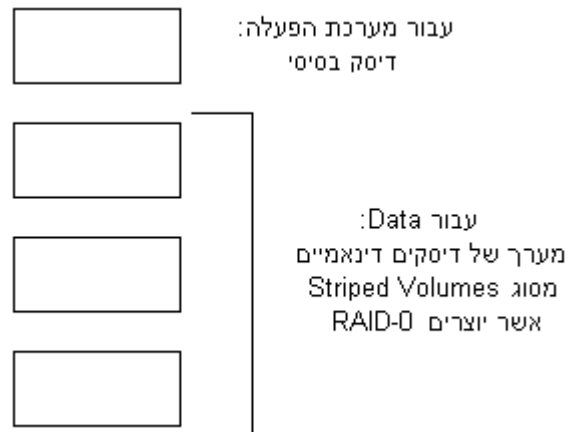 עבור מערכת הפעלה:
דיסק בסיסי
עבור Data:
מערך של דיסקים דינאמיים
מסוג Striped Volumes
אשר יוצרים RAID-0